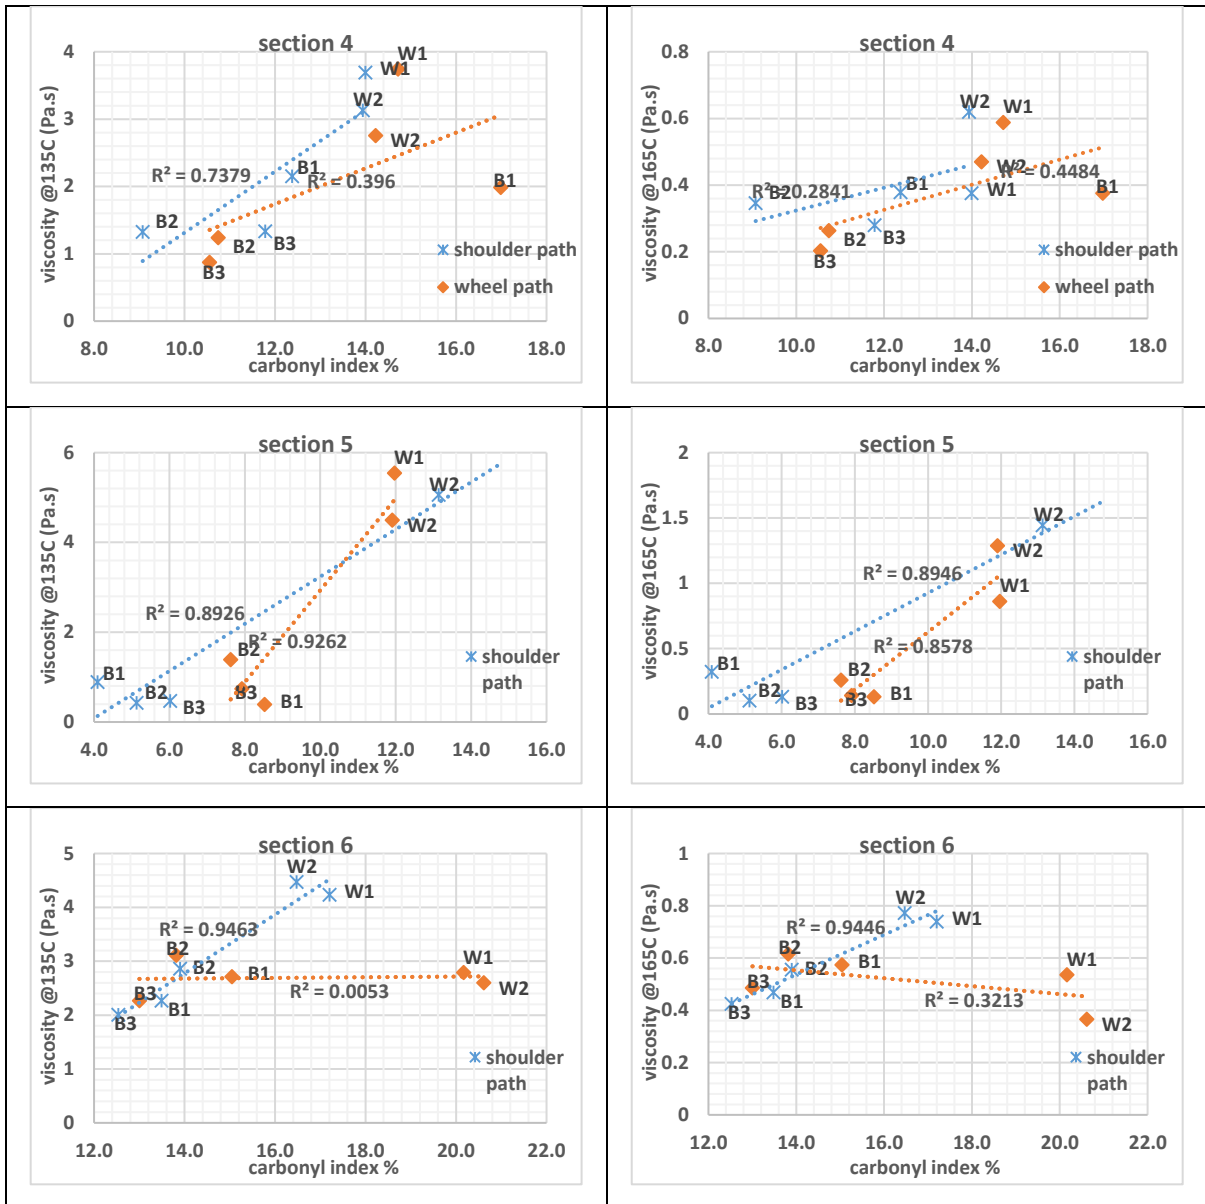 section 4
viscosity @135C (Pa.s)
4
3
2
1
0
W1
W1
W2
W2
B1
R² = 0.7379
R² = 0.396
B1
B2
B2
B3
B3
shoulder path
wheel path
8.0 10.0 12.0 14.0 16.0 18.0
carbonyl index %
section 4
viscosity @165C (Pa.s)
0.8
0.6
0.4
0.2
0
W2
W1
W2
R² = 0.4484
R² = 0.2841
B2
B1
W1
B1
B2
B3
B3
shoulder path
wheel path
8.0 10.0 12.0 14.0 16.0 18.0
carbonyl index %
section 5
viscosity @135C (Pa.s)
6
4
2
0
W1
W2
W2
R² = 0.8926
R² = 0.9262
B2
B1
B2
B3
B3
B1
shoulder
path
4.0 6.0 8.0 10.0 12.0 14.0 16.0
carbonyl index %
section 5
viscosity @165C (Pa.s)
2
1.5
1
0.5
0
W2
W2
R² = 0.8946
W1
R² = 0.8578
B1
B2
B2
B3
B3
B1
shoulder
path
4.0 6.0 8.0 10.0 12.0 14.0 16.0
carbonyl index %
section 6
viscosity @135C (Pa.s)
5
4
3
2
1
0
W2
W1
R² = 0.9463
B2
B2
B1
W1
W2
R² = 0.0053
B3
B1
B3
shoulder
path
12.0 14.0 16.0 18.0 20.0 22.0
carbonyl index %
section 6
viscosity @165C (Pa.s)
1
0.8
0.6
0.4
0.2
0
W2
W1
R² = 0.9446
B2
B2
B1
W1
R² = 0.3213
B3
B1
B3
W2
shoulder
path
12.0 14.0 16.0 18.0 20.0 22.0
carbonyl index %